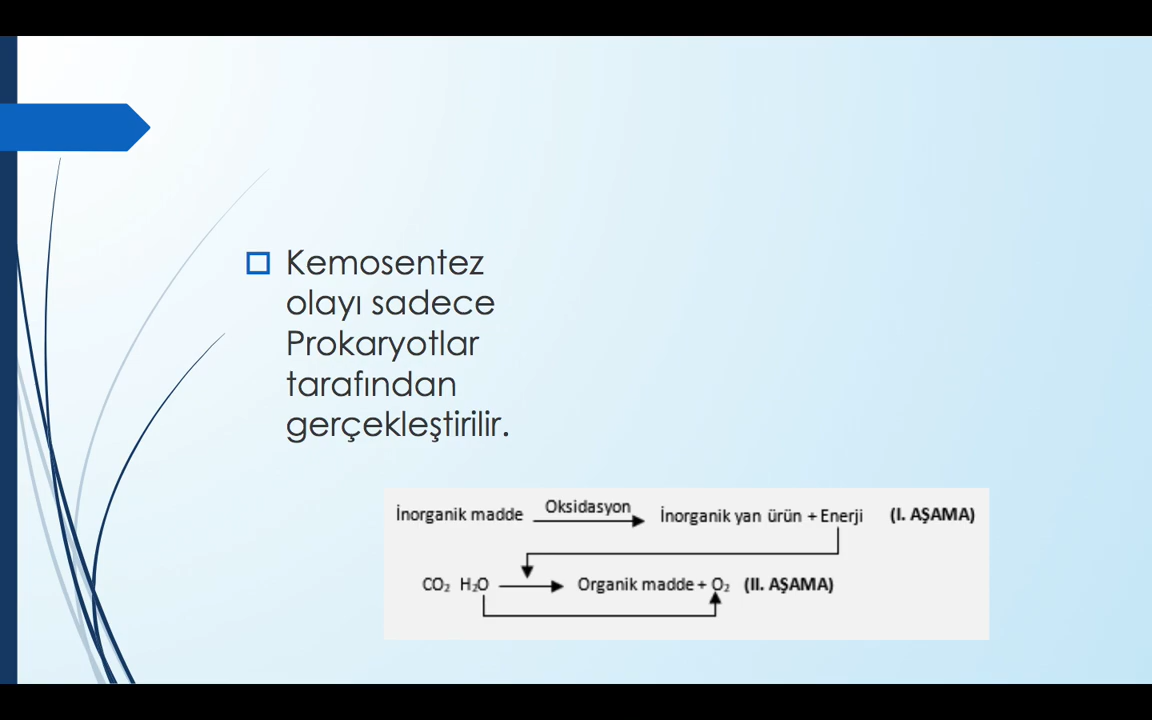 Kemosentez
olayı sadece
Prokaryotlar
tarafından
gerçekleştirilir.
İnorganik madde Oksidasyon İnorganik yan ürün + Enerji (I. AŞAMA)
CO₂ H₂O Organik madde + O₂ (II. AŞAMA)